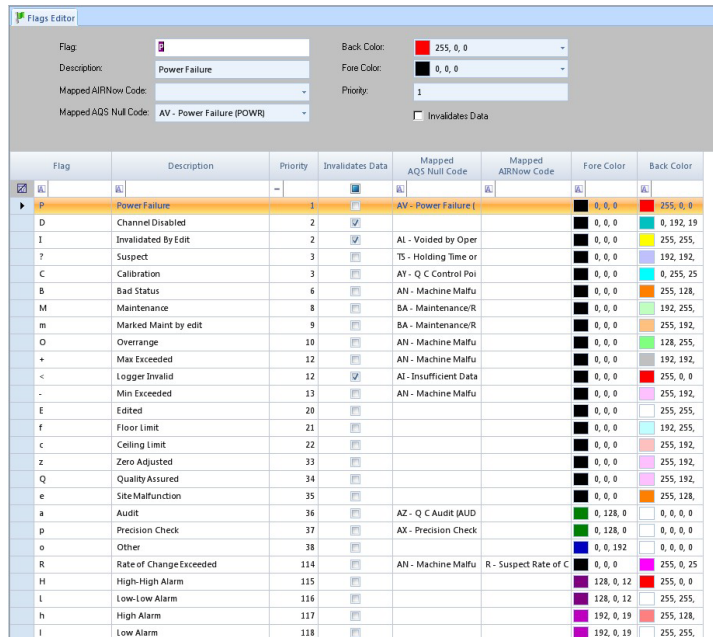 Flags Editor
Flag: P Back Color: 255, 0, 0
Description: Power Failure Fore Color: 0, 0, 0
Mapped AIRNow Code: Priority: 1
Mapped AQS Null Code: AV - Power Failure (POWR) Invalidates Data
Flag Description Priority Invalidates Data Mapped AQS Null Code Mapped AIRNow Code Fore Color Back Color
P Power Failure 1 AV - Power Failure ( 0, 0, 0 255, 0, 0
D Channel Disabled 2 0, 0, 0 0, 192, 19
I Invalidated By Edit 2 AL - Voided by Oper 0, 0, 0 255, 255,
? Suspect 3 TS - Holding Time or 0, 0, 0 192, 192,
C Calibration 3 AY - Q C Control Poi 0, 0, 0 0, 255, 25
B Bad Status 6 AN - Machine Malfu 0, 0, 0 255, 128,
M Maintenance 8 BA - Maintenance/R 0, 0, 0 192, 255,
m Marked Maint by edit 9 BA - Maintenance/R 0, 0, 0 255, 192,
O Overrange 10 AN - Machine Malfu 0, 0, 0 128, 255,
+ Max Exceeded 12 AN - Machine Malfu 0, 0, 0 192, 192,
< Logger Invalid 12 AI - Insufficient Data 0, 0, 0 255, 0, 0
- Min Exceeded 13 AN - Machine Malfu 0, 0, 0 255, 192,
E Edited 20 0, 0, 0 255, 255,
f Floor Limit 21 0, 0, 0 192, 255,
c Ceiling Limit 22 0, 0, 0 255, 192,
z Zero Adjusted 33 0, 0, 0 255, 192,
Q Quality Assured 34 0, 0, 0 255, 192,
e Site Malfunction 35 0, 0, 0 255, 128,
a Audit 36 AZ - Q C Audit (AUD 0, 128, 0 0, 0, 0, 0
p Precision Check 37 AX - Precision Check 0, 128, 0 0, 0, 0, 0
o Other 38 0, 0, 192 0, 0, 0, 0
R Rate of Change Exceeded 114 AN - Machine Malfu R - Suspect Rate of C 0, 0, 0 255, 0, 25
H High-High Alarm 115 128, 0, 12 255, 0, 0
L Low-Low Alarm 116 128, 0, 12 255, 255,
h High Alarm 117 192, 0, 19 255, 128,
l Low Alarm 118 192, 0, 19 255, 255,